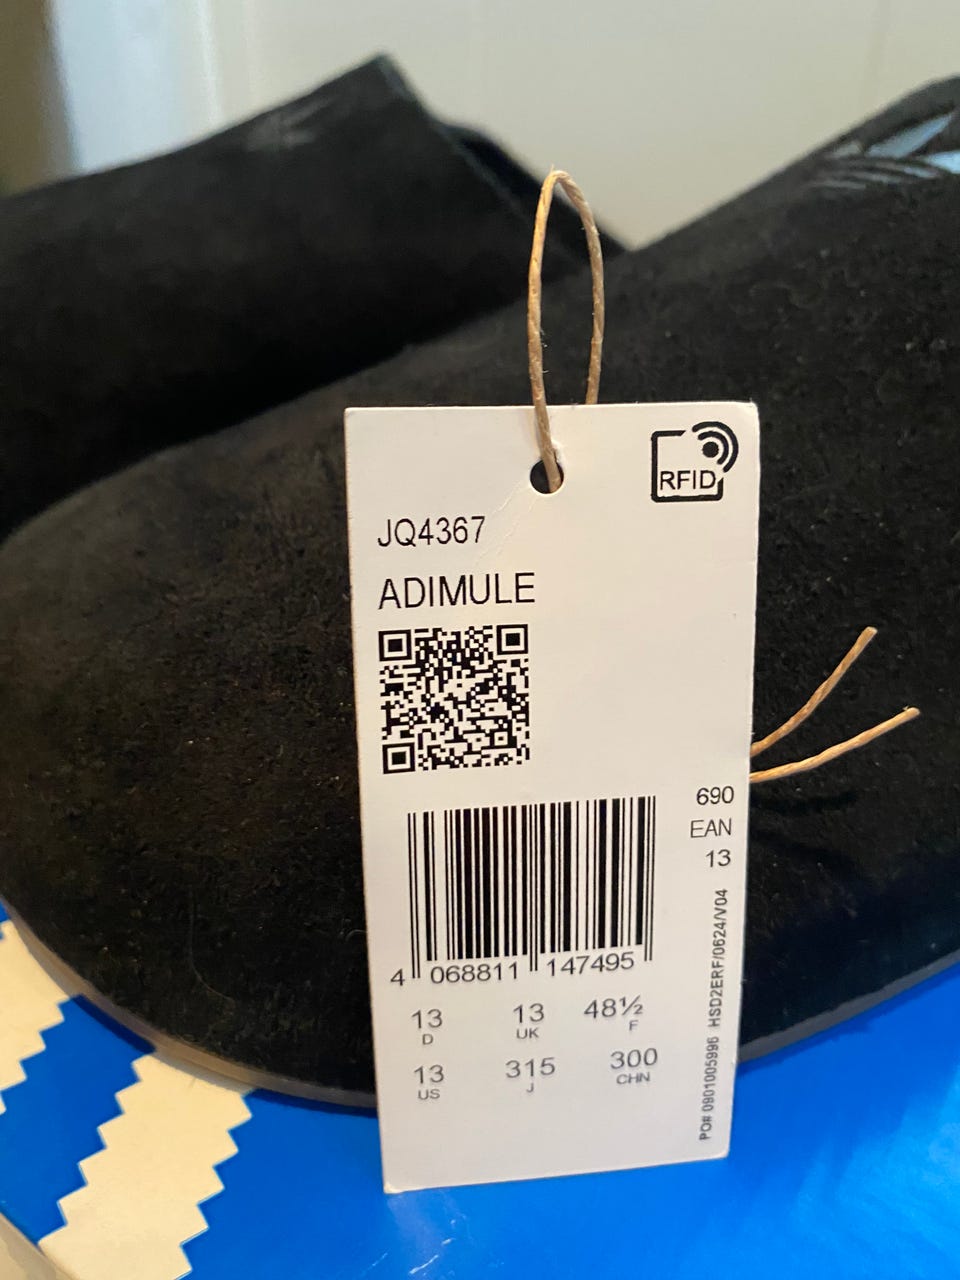 RFID
JQ4367
ADIMULE
690
EAN
13
4 068811 147495
13 13 48½
D UK F
13 315 300
US J CHN
PO# 0901005996 HSD2ERF/0624/V04